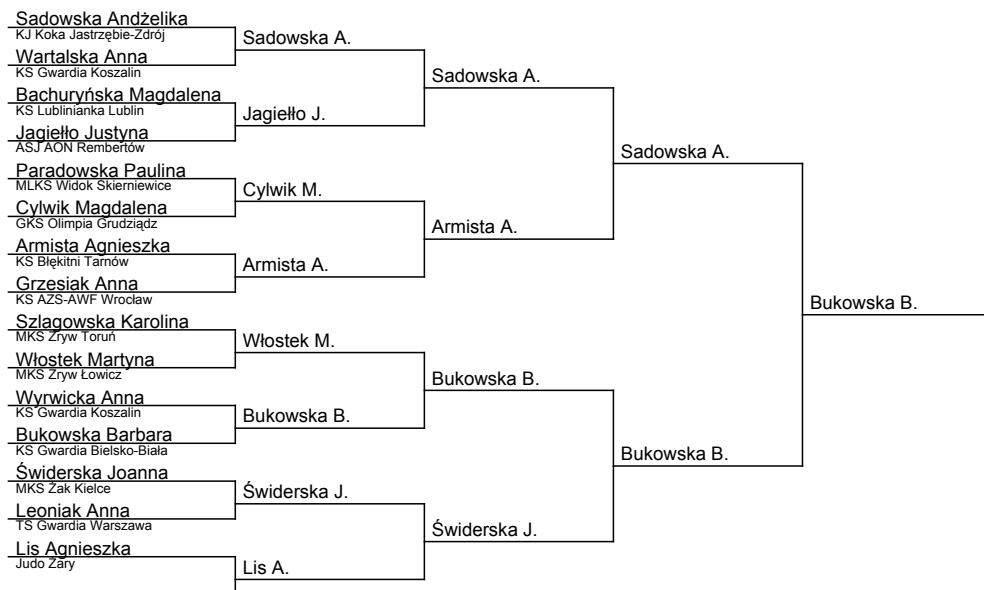 Sadowska Andżelika
KJ Koka Jastrzębie-Zdrój
Wartalska Anna
KS Gwardia Koszalin
Bachuryńska Magdalena
KS Lublinianka Lublin
Jagiełło Justyna
ASJ AON Rembertów
Paradowska Paulina
MLKS Widok Skierniewice
Cylwik Magdalena
GKS Olimpia Grudziądz
Armista Agnieszka
KS Błękitni Tarnów
Grzesiak Anna
KS AZS-AWF Wrocław
Szlagowska Karolina
MKS Zryw Toruń
Włostek Martyna
MKS Zryw Łowicz
Wyrwicka Anna
KS Gwardia Koszalin
Bukowska Barbara
KS Gwardia Bielsko-Biała
Świderska Joanna
MKS Żak Kielce
Leoniak Anna
TS Gwardia Warszawa
Lis Agnieszka
Judo Żary
Sadowska A.
Jagiełło J.
Cylwik M.
Armista A.
Włostek M.
Bukowska B.
Świderska J.
Lis A.
Sadowska A.
Armista A.
Bukowska B.
Świderska J.
Sadowska A.
Bukowska B.
Bukowska B.